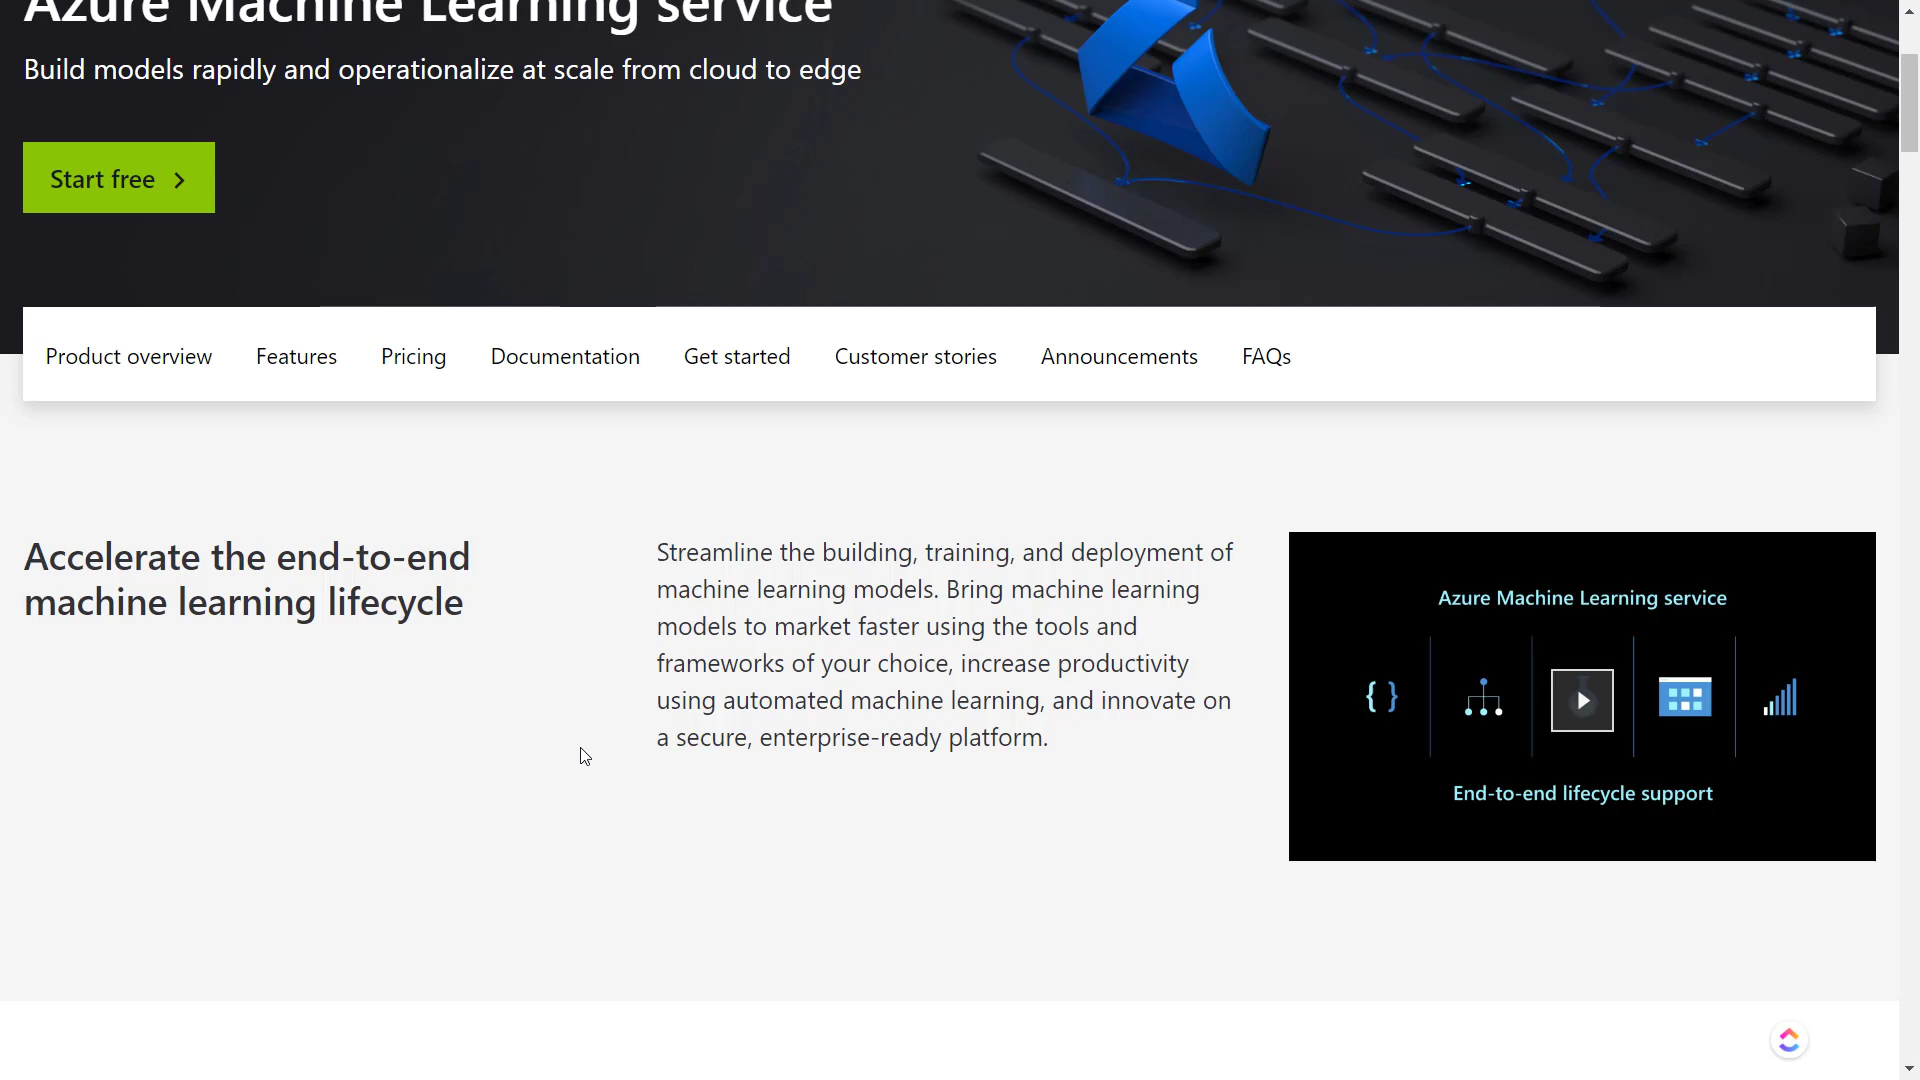 Azure Machine Learning service
Build models rapidly and operationalize at scale from cloud to edge
Start free
Product overview
Features
Pricing
Documentation
Get started
Customer stories
Announcements
FAQs
Accelerate the end-to-end
machine learning lifecycle
Streamline the building, training, and deployment of
machine learning models. Bring machine learning
models to market faster using the tools and
frameworks of your choice, increase productivity
using automated machine learning, and innovate on
a secure, enterprise-ready platform.
Azure Machine Learning service
{ }
End-to-end lifecycle support